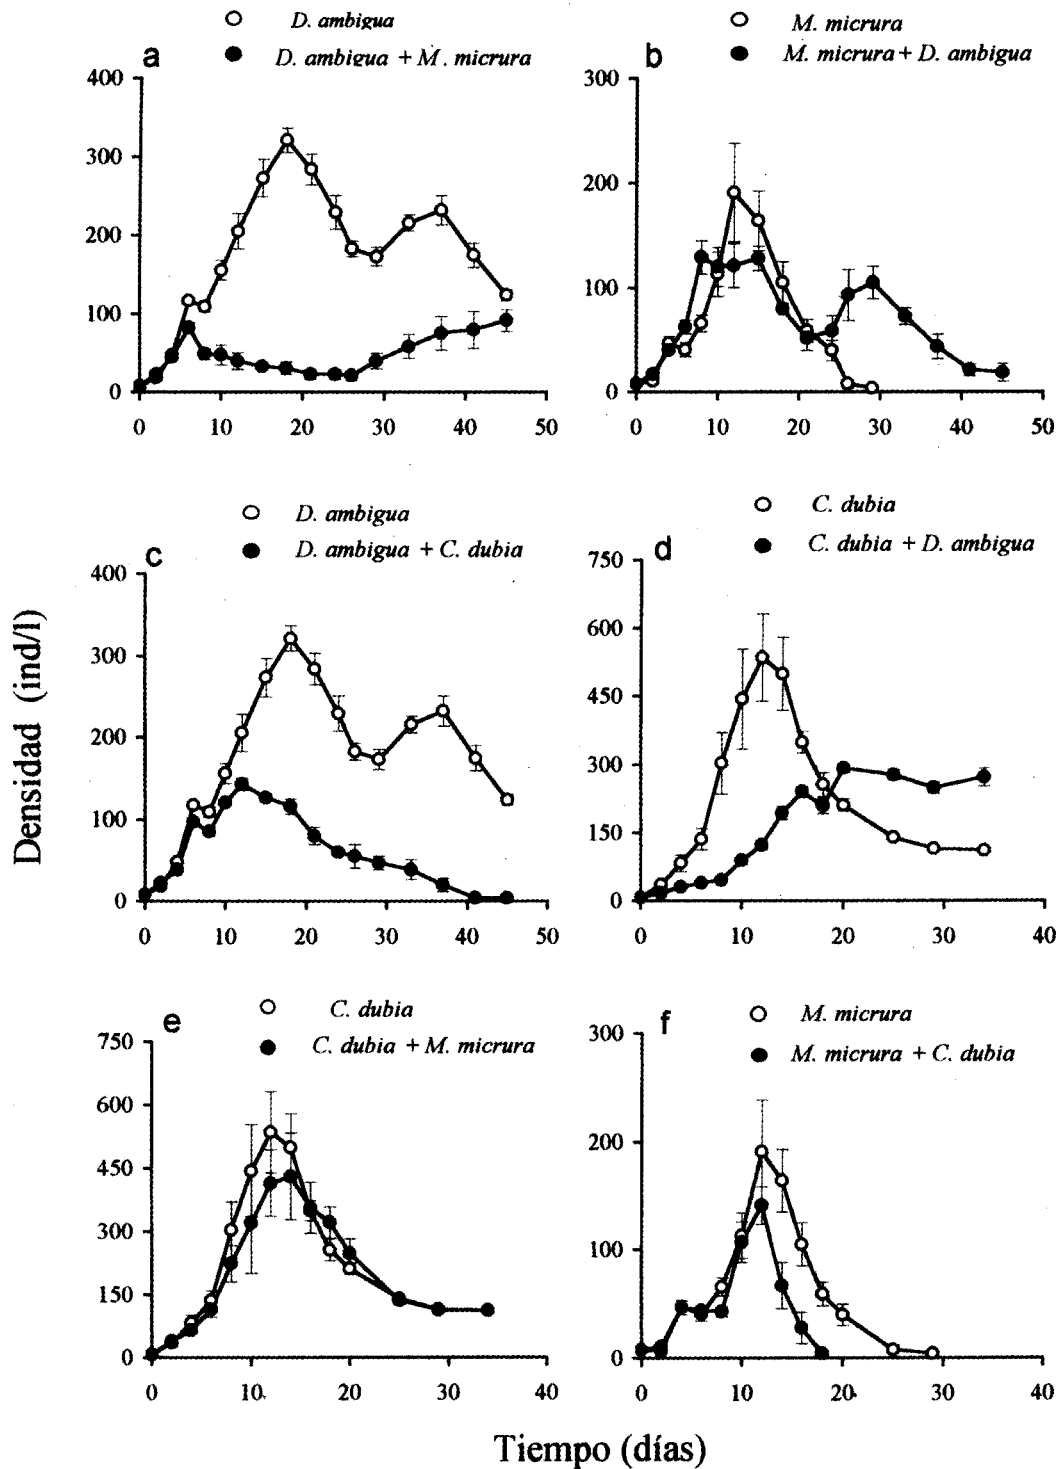 D. ambigua
a
D. ambigua + M. micrura
400
300
200
100
0
0 10 20 30 40 50
M. micrura
b
M. micrura + D. ambigua
300
200
100
0
0 10 20 30 40 50
D. ambigua
c
D. ambigua + C. dubia
400
300
200
100
0
0 10 20 30 40 50
C. dubia
d
C. dubia + D. ambigua
750
600
450
300
150
0
0 10 20 30 40
Densidad (ind/l)
C. dubia
e
C. dubia + M. micrura
750
600
450
300
150
0
0 10 20 30 40
M. micrura
f
M. micrura + C. dubia
300
200
100
0
0 10 20 30 40
Tiempo (días)